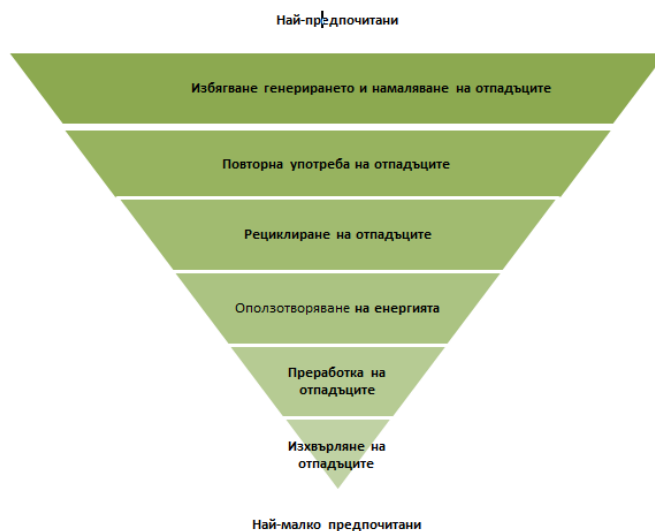 Най-предпочитани
Избягване генерирането и намаляване на отпадъците
Повторна употреба на отпадъците
Рециклиране на отпадъците
Оползотворяване на енергията
Преработка на
отпадъците
Изхвърляне на
отпадъците
Най-малко предпочитани